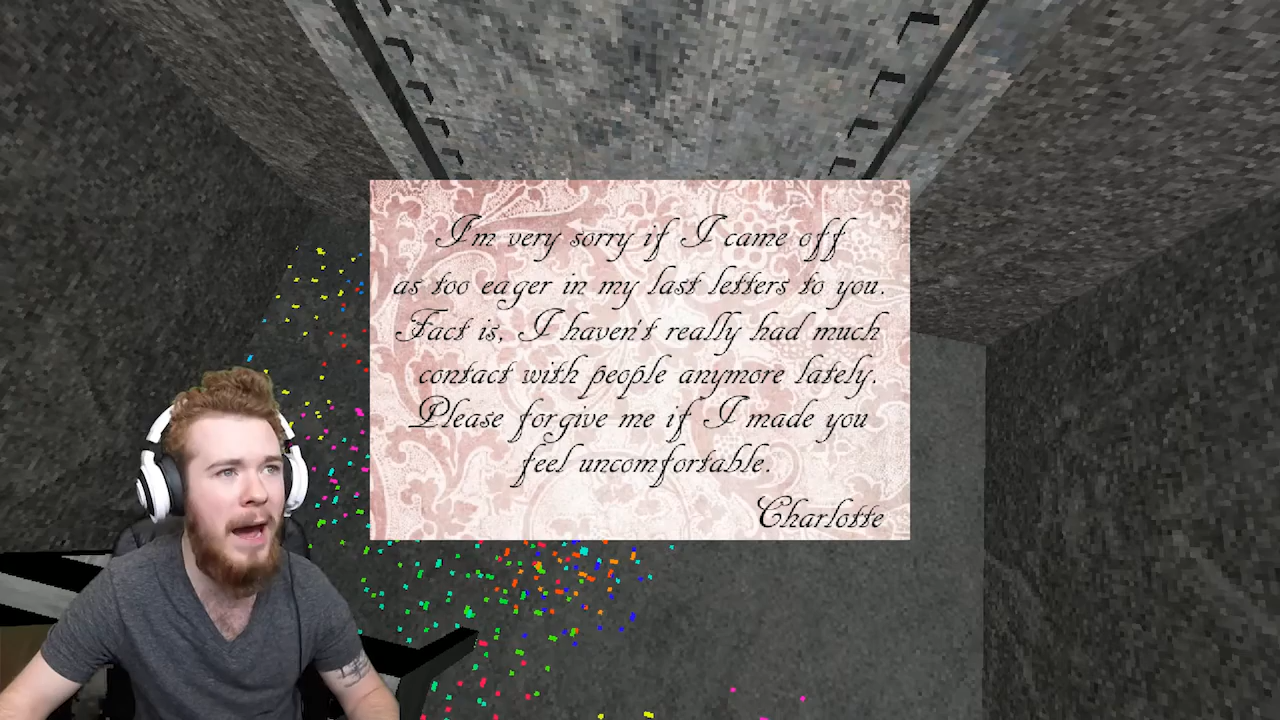 I'm very sorry if I came off
as too eager in my last letters to you.
Fact is, I haven't really had much
contact with people anymore lately.
Please forgive me if I made you
feel uncomfortable.
Charlotte